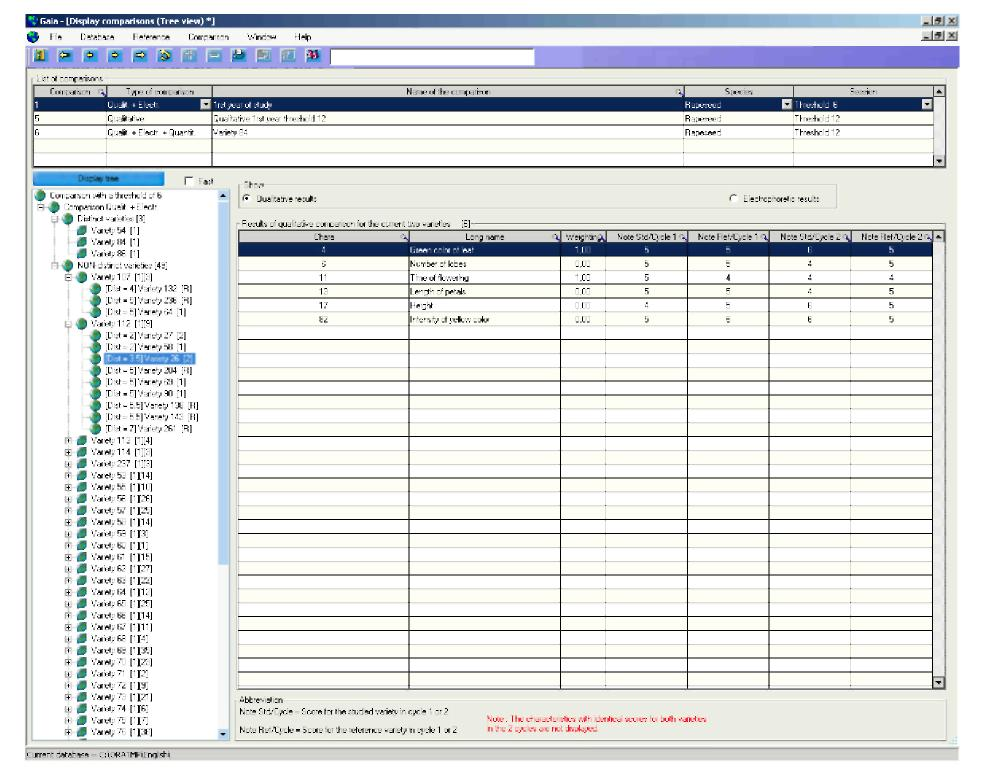 Gaia - [Display comparisons (Tree view) *]
File Database Reference Comparison Window Help
List of comparisons
Comparison Type of comparison Name of the comparison Species Session
1 Qualit. + Electr. 1rst year of study Rapeseed Threshold 6
5 Qualitative Qualitative 1rst year threshold 12 Rapeseed Threshold 12
6 Qualit. + Electr. + Quantit. Variety 84 Rapeseed Threshold 12
Display tree Fast
Show
Qualitative results Electrophoretic results
Comparison with a threshold of 6
Comparison Qualit. + Electr.
Distinct varieties [3]
Variety 54 [1]
Variety 84 [1]
Variety 86 [1]
NON-distinct varieties [48]
Variety 107 [1][3]
[Dist = 4] Variety 132 [R]
[Dist = 5] Variety 236 [R]
[Dist = 5] Variety 64 [1]
Variety 112 [1][9]
[Dist = 2] Variety 27 [2]
[Dist = 3] Variety 58 [1]
[Dist = 3.5] Variety 26 [2]
[Dist = 5] Variety 204 [R]
[Dist = 5] Variety 69 [1]
[Dist = 5] Variety 90 [1]
[Dist = 5.5] Variety 136 [R]
[Dist = 5.5] Variety 143 [R]
[Dist = 7] Variety 261 [R]
Variety 113 [1][4]
Variety 114 [1][3]
Variety 237 [1][3]
Variety 53 [1][14]
Variety 55 [1][10]
Variety 56 [1][26]
Variety 57 [1][25]
Variety 58 [1][14]
Variety 59 [1][3]
Variety 60 [1][1]
Variety 61 [1][15]
Variety 62 [1][27]
Variety 63 [1][22]
Variety 64 [1][13]
Variety 65 [1][25]
Variety 66 [1][14]
Variety 67 [1][11]
Variety 68 [1][4]
Variety 69 [1][35]
Variety 70 [1][23]
Variety 71 [1][2]
Variety 72 [1][9]
Variety 73 [1][21]
Variety 74 [1][6]
Variety 75 [1][7]
Variety 76 [1][36]
Results of qualitative comparison for the current two varieties [6]
Chara Long name Weighting Note Std/Cycle 1 Note Ref/Cycle 1 Note Std/Cycle 2 Note Ref/Cycle 2
4 Green color of leaf 1,00 5 5 6 5
6 Number of lobes 0,00 5 5 4 5
11 Time of flowering 1,00 5 4 4 4
13 Length of petals 0,00 5 5 4 5
17 Height 0,00 4 5 6 5
82 Intensity of yellow color 0,00 5 6 6 5
Abbreviation
Note Std/Cycle = Score for the studied variety in cycle 1 or 2
Note Ref/Cycle = Score for the reference variety in cycle 1 or 2
Note : The characteristics with identical scores for both varieties
in the 2 cycles are not displayed.